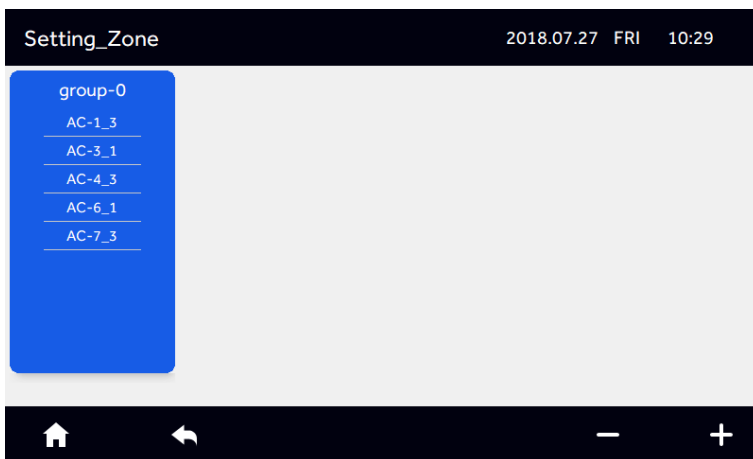 Setting_Zone 2018.07.27 FRI 10:29
group-0
AC-1_3
AC-3_1
AC-4_3
AC-6_1
AC-7_3